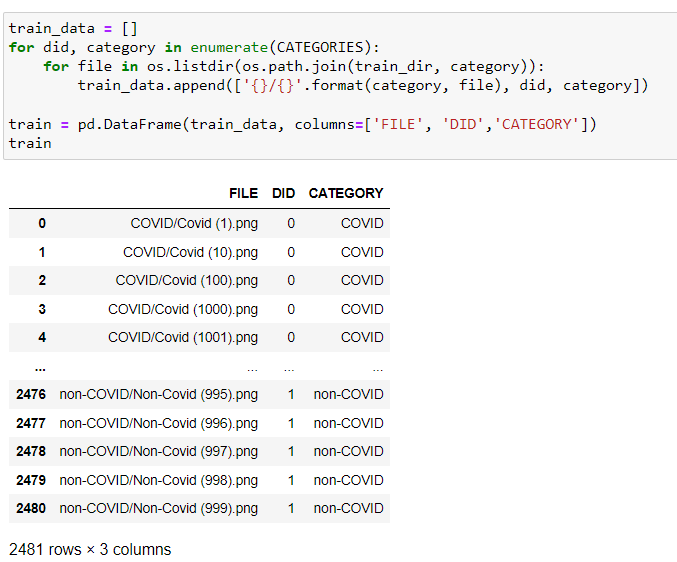 train_data = []
for did, category in enumerate(CATEGORIES):
    for file in os.listdir(os.path.join(train_dir, category)):
        train_data.append(['{}/{}'.format(category, file), did, category])

train = pd.DataFrame(train_data, columns=['FILE', 'DID','CATEGORY'])
train
FILE DID CATEGORY
0 COVID/Covid (1).png 0 COVID
1 COVID/Covid (10).png 0 COVID
2 COVID/Covid (100).png 0 COVID
3 COVID/Covid (1000).png 0 COVID
4 COVID/Covid (1001).png 0 COVID
... ... ... ...
2476 non-COVID/Non-Covid (995).png 1 non-COVID
2477 non-COVID/Non-Covid (996).png 1 non-COVID
2478 non-COVID/Non-Covid (997).png 1 non-COVID
2479 non-COVID/Non-Covid (998).png 1 non-COVID
2480 non-COVID/Non-Covid (999).png 1 non-COVID
2481 rows × 3 columns